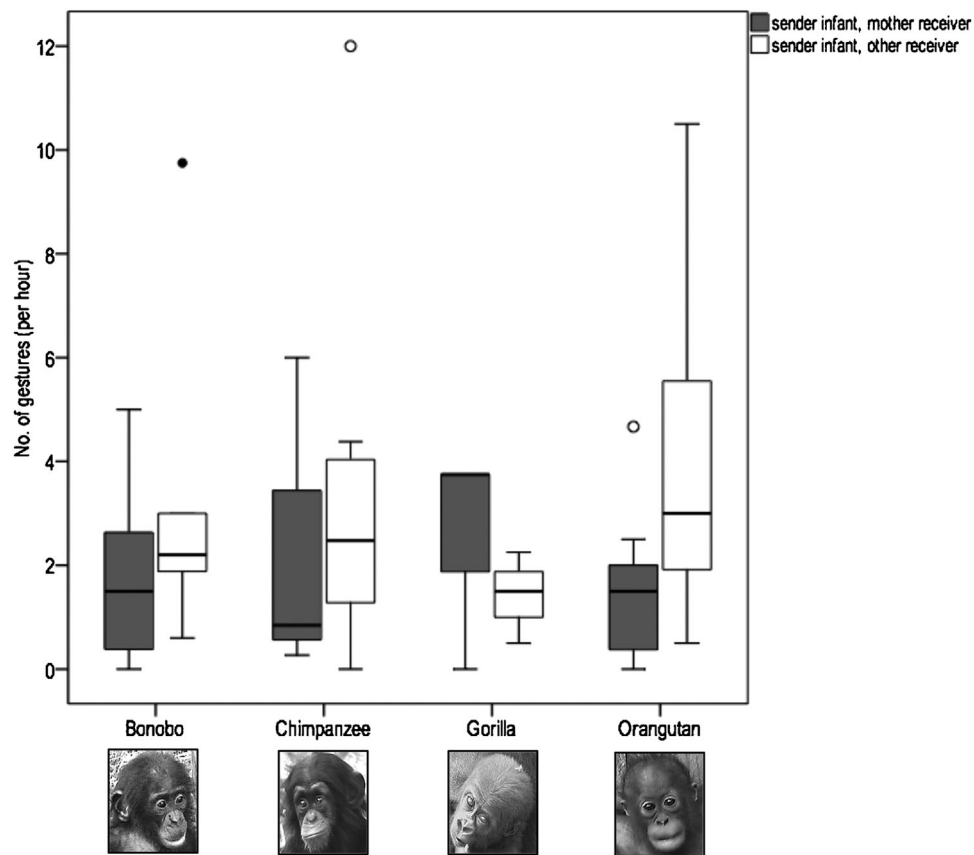 sender infant, mother receiver
sender infant, other receiver
12
10
8
6
4
2
0
No. of gestures (per hour)
Bonobo
Chimpanzee
Gorilla
Orangutan